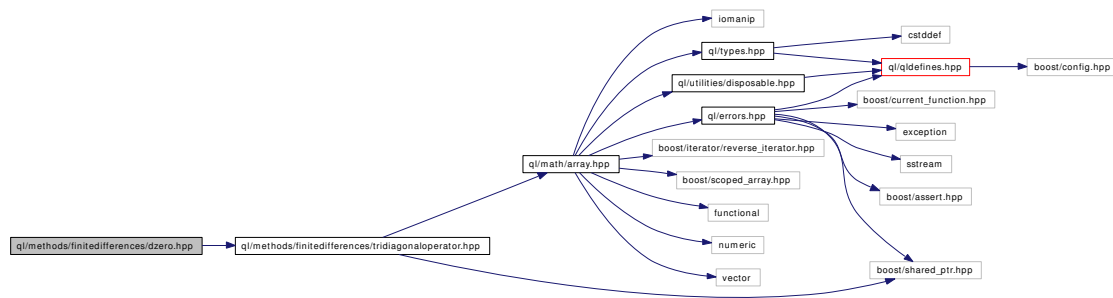 iomanip
cstddef
ql/types.hpp
ql/qldefines.hpp
boost/config.hpp
ql/utilities/disposable.hpp
boost/current_function.hpp
ql/errors.hpp
exception
boost/iterator/reverse_iterator.hpp
ql/math/array.hpp
sstream
boost/scoped_array.hpp
boost/assert.hpp
functional
ql/methods/finitedifferences/dzero.hpp
ql/methods/finitedifferences/tridiagonaloperator.hpp
numeric
boost/shared_ptr.hpp
vector